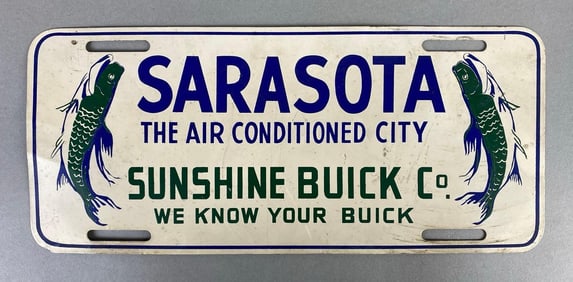 SARASOTA
THE AIR CONDITIONED CITY
SUNSHINE BUICK Co.
WE KNOW YOUR BUICK